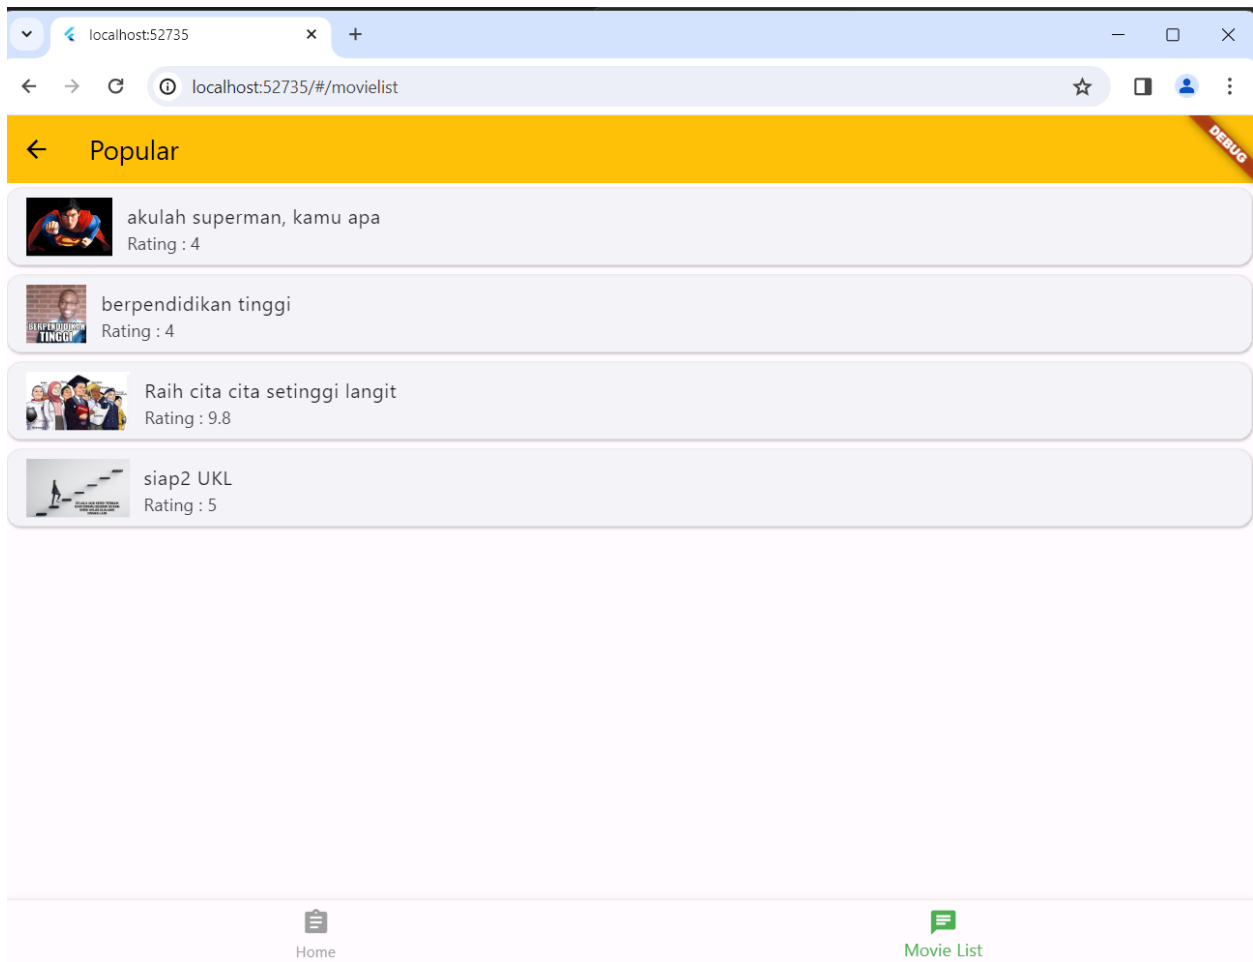 localhost:52735
localhost:52735/#/movielist
Popular
DEBUG
akulah superman, kamu apa
Rating : 4
berpendidikan tinggi
Rating : 4
BERPENDIDIKAN
TINGGI
Raih cita cita setinggi langit
Rating : 9.8
siap2 UKL
Rating : 5
Home
Movie List